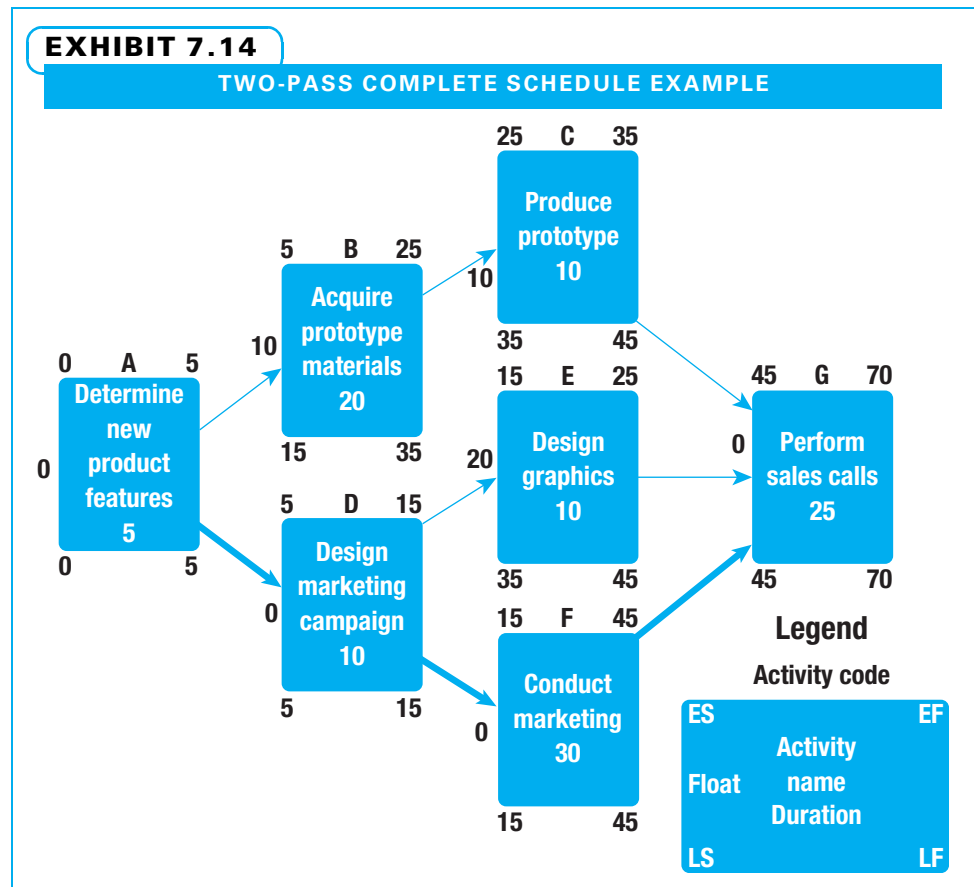 EXHIBIT 7.14
TWO-PASS COMPLETE SCHEDULE EXAMPLE
0 A 5
Determine
new
product
features
5
0
0 5
5 B 25
10
Acquire
prototype
materials
20
15 35
5 D 15
Design
marketing
campaign
10
0
5 15
25 C 35
Produce
prototype
10
10
35 45
15 E 25
20
Design
graphics
10
35 45
15 F 45
Conduct
marketing
30
0
15 45
45 G 70
0
Perform
sales calls
25
45 70
Legend
Activity code
ES EF
Activity
Float name
Duration
LS LF